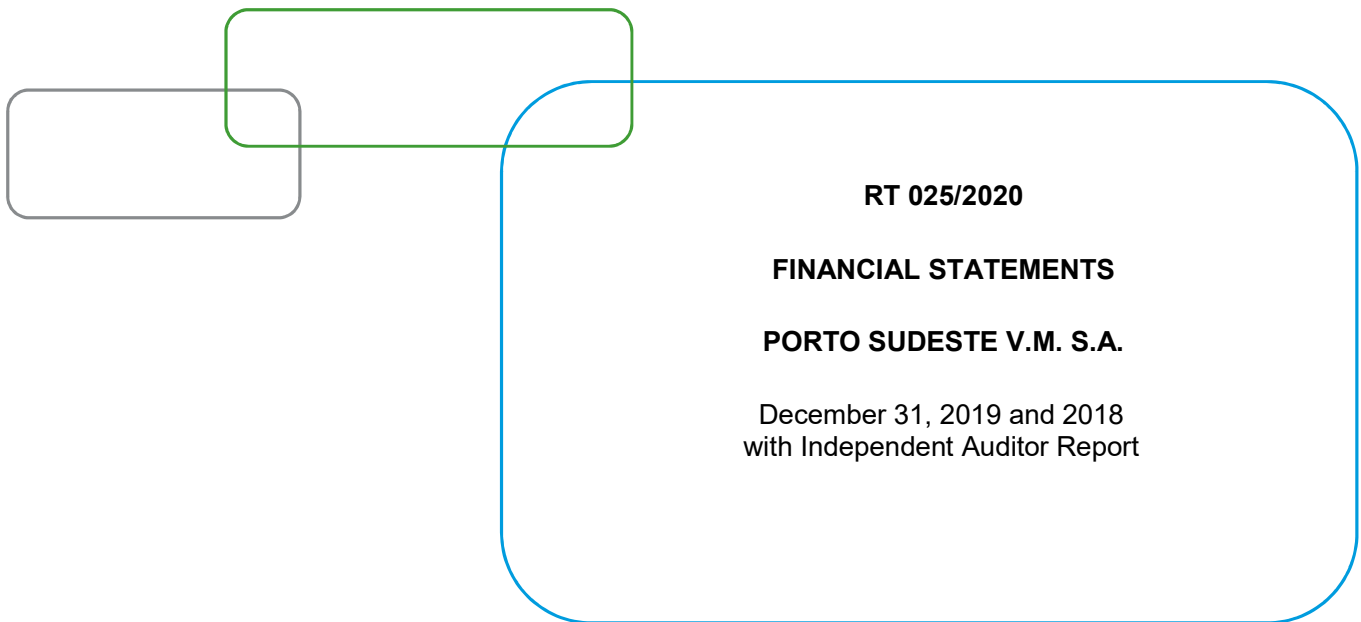 RT 025/2020
FINANCIAL STATEMENTS
PORTO SUDESTE V.M. S.A.
December 31, 2019 and 2018
with Independent Auditor Report